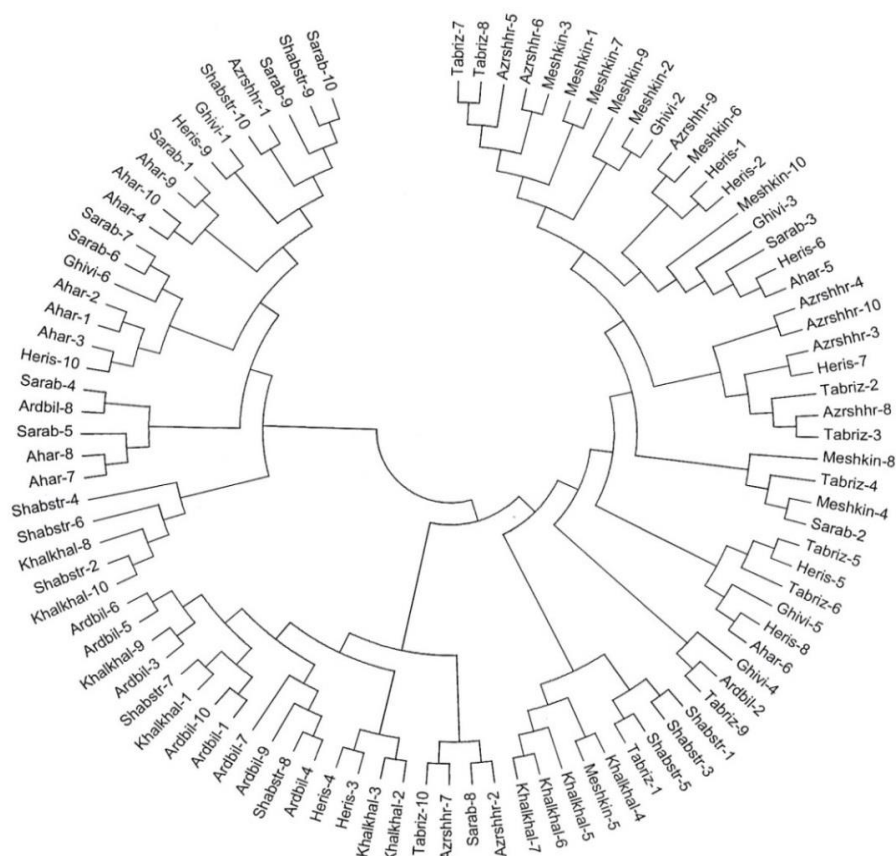 Tabriz-7
Tabriz-8
Azrshhr-5
Azrshhr-6
Meshkin-3
Meshkin-1
Meshkin-7
Meshkin-9
Meshkin-2
Ghivi-2
Azrshhr-9
Meshkin-6
Heris-1
Heris-2
Meshkin-10
Ghivi-3
Sarab-3
Heris-6
Ahar-5
Azrshhr-4
Azrshhr-10
Azrshhr-3
Heris-7
Tabriz-2
Azrshhr-8
Tabriz-3
Meshkin-8
Tabriz-4
Meshkin-4
Sarab-2
Tabriz-5
Heris-5
Tabriz-6
Ghivi-5
Heris-8
Ahar-6
Ghivi-4
Ardbil-2
Tabriz-9
Shabstr-1
Shabstr-3
Shabstr-5
Tabriz-1
Khalkhal-4
Meshkin-5
Khalkhal-5
Khalkhal-6
Khaukhal-7
Azrshhr-2
Sarab-8
Azrshhr-7
Tabriz-10
Khalkhal-2
Khalkhal-3
Heris-3
Heris-4
Ardbil-4
Shabstr-8
Ardbil-9
Ardbil-7
Ardbil-1
Ardbil-10
Khalkhal-1
Shabstr-7
Ardbil-3
Khalkhal-9
Ardbil-5
Ardbil-6
Khalkhal-10
Shabstr-2
Khalkhal-8
Shabstr-6
Shabstr-4
Ahar-7
Ahar-8
Sarab-5
Ardbil-8
Sarab-4
Heris-10
Ahar-3
Ahar-1
Ahar-2
Ghivi-6
Sarab-6
Sarab-7
Ahar-4
Ahar-10
Ahar-9
Sarab-1
Heris-9
Ghivi-1
Shabstr-10
Azrshhr-1
Sarab-9
Shabstr-9
Sarab-10